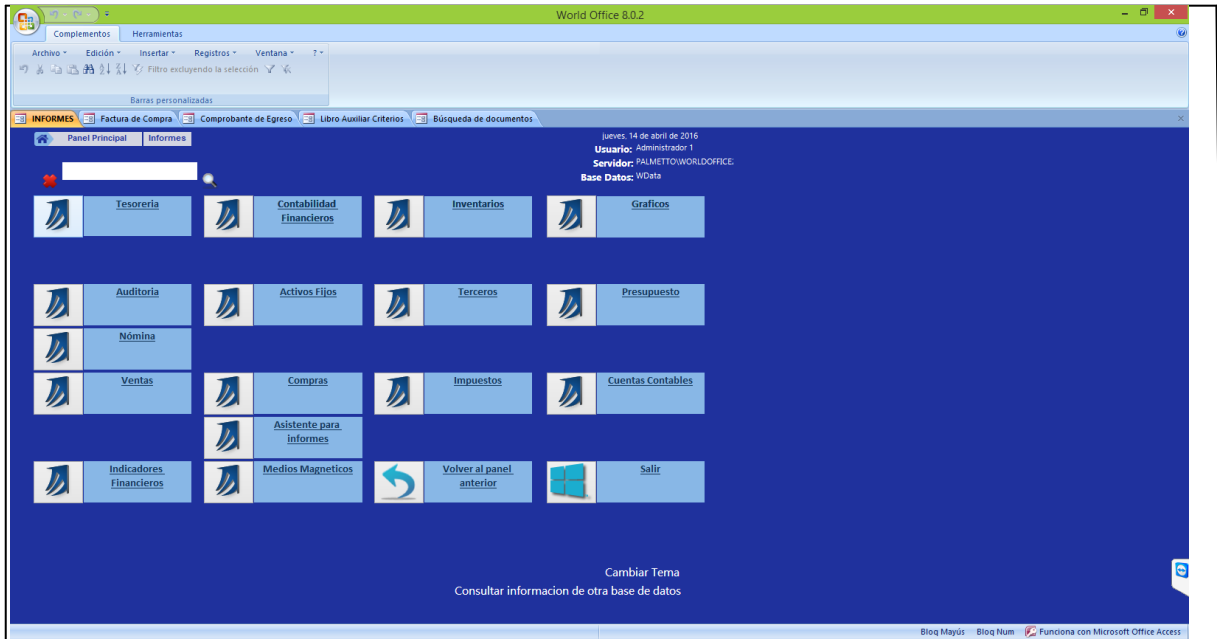 World Office 8.0.2
Complementos Herramientas
Archivo Edición Insertar Registros Ventana ?
Filtro excluyendo la selección
Barras personalizadas
INFORMES Factura de Compra Comprobante de Egreso Libro Auxiliar Criterios Búsqueda de documentos
Panel Principal Informes
jueves, 14 de abril de 2016
Usuario: Administrador 1
Servidor: PALMETTO\WORLDOFFICE;
Base Datos: WData
Tesoreria
Contabilidad
Financieros
Inventarios
Graficos
Auditoria
Activos Fijos
Terceros
Presupuesto
Nómina
Ventas
Compras
Impuestos
Cuentas Contables
Asistente para
informes
Indicadores
Financieros
Medios Magneticos
Volver al panel
anterior
Salir
Cambiar Tema
Consultar informacion de otra base de datos
Bloq Mayús Bloq Num Funciona con Microsoft Office Access